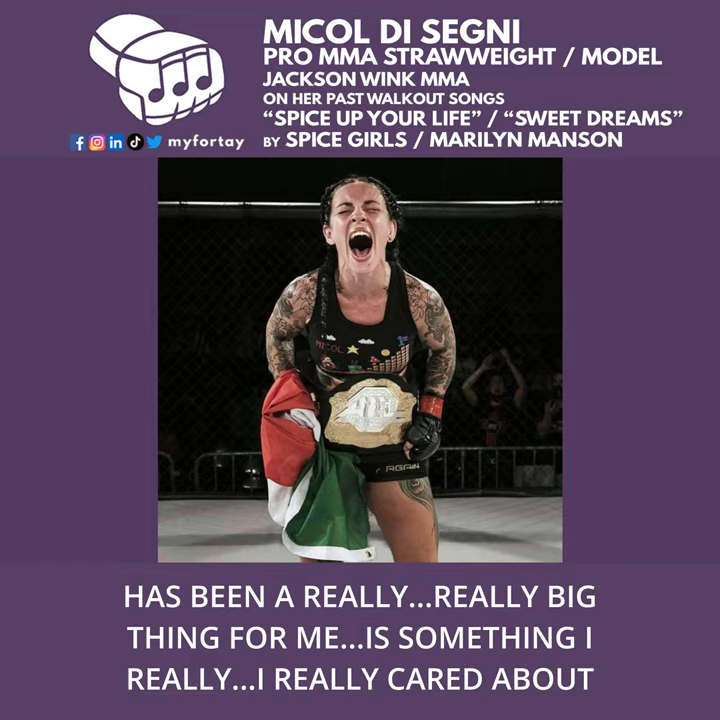 MICOL DI SEGNI
PRO MMA STRAWWEIGHT / MODEL
JACKSON WINK MMA
ON HER PAST WALKOUT SONGS
“SPICE UP YOUR LIFE” / “SWEET DREAMS”
BY SPICE GIRLS / MARILYN MANSON
myfortay
MICOL
AGAIN
HAS BEEN A REALLY...REALLY BIG
THING FOR ME...IS SOMETHING I
REALLY...I REALLY CARED ABOUT